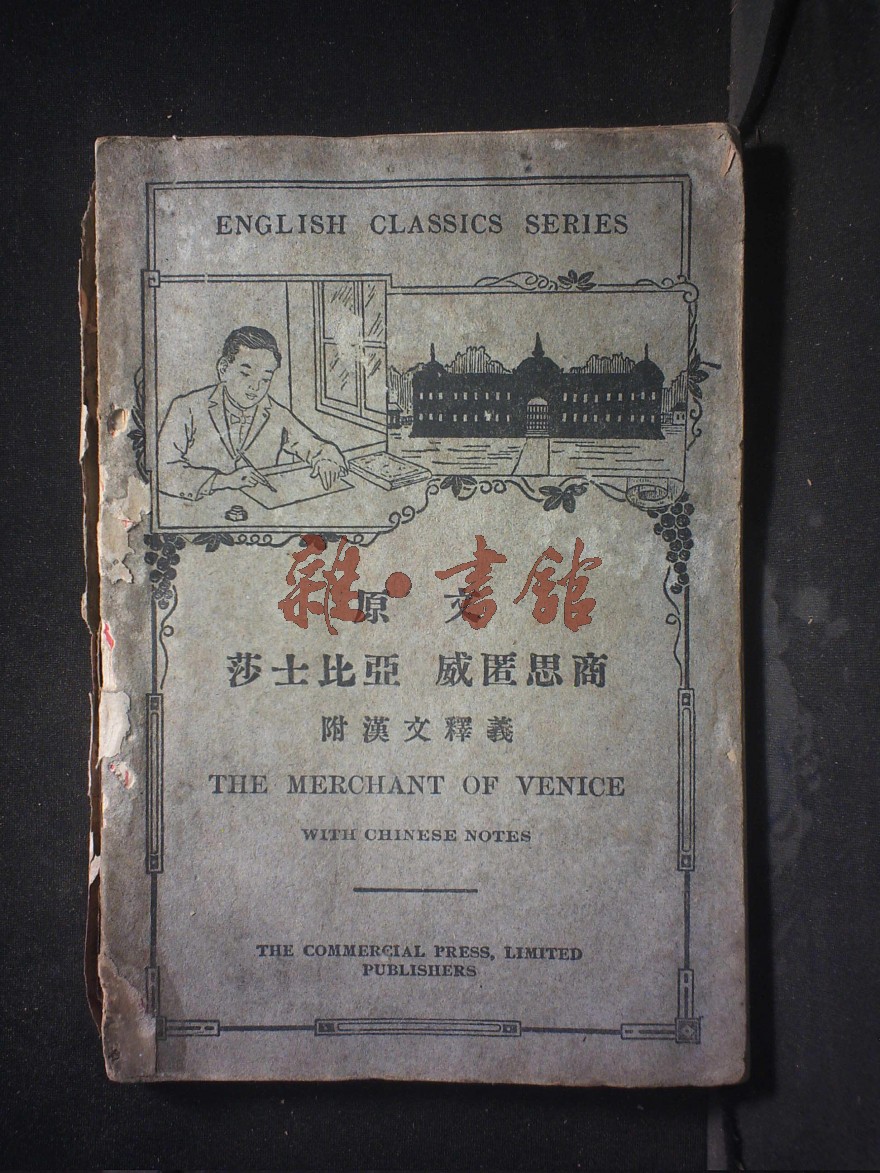 ENGLISH CLASSICS SERIES
原 文
雜·書館
莎士比亞 威匿思商
附漢文釋義
THE MERCHANT OF VENICE
WITH CHINESE NOTES
THE COMMERCIAL PRESS, LIMITED
PUBLISHERS